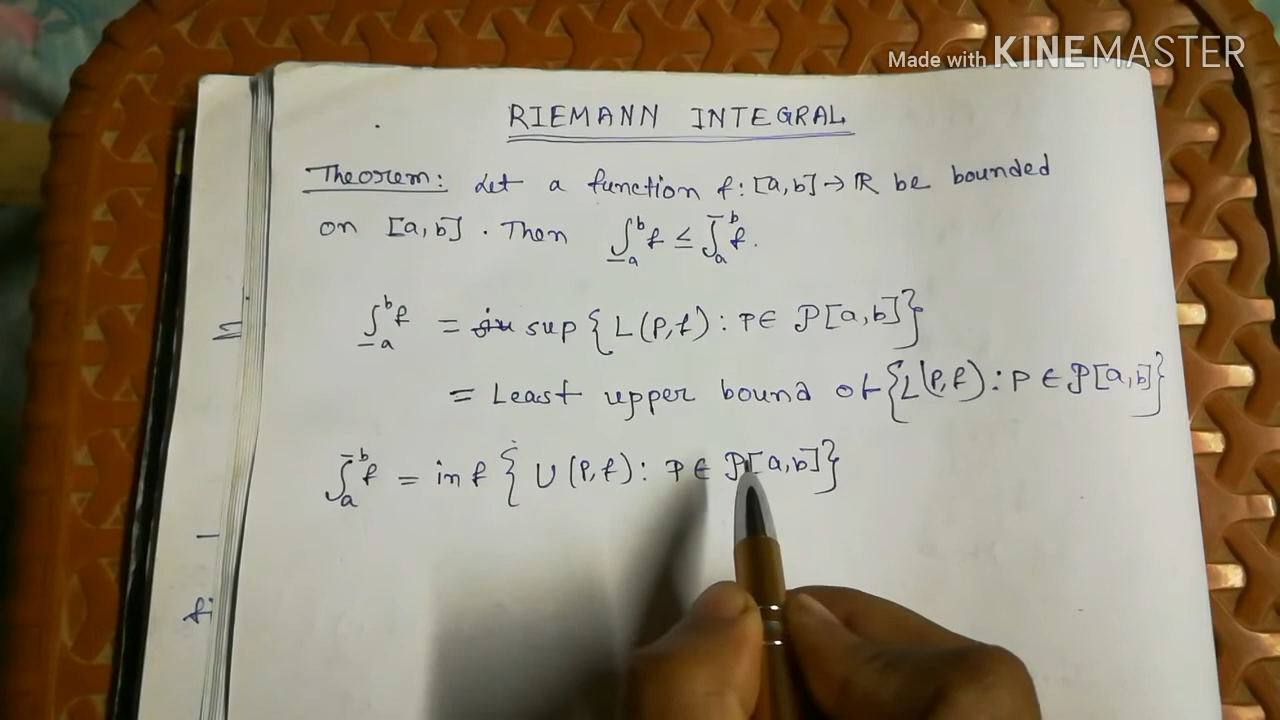 Made with KINEMASTER
RIEMANN INTEGRAL
Theorem: Let a function f: [a,b] → ℝ be bounded
on [a,b]. Then ∫̲ₐᵇ f ≤ ∫̅ₐᵇ f.
∫̲ₐᵇ f = sup {L(P,f) : P ∈ 𝒫[a,b]}
= Least upper bound of {L(P,f) : P ∈ 𝒫[a,b]}
∫̅ₐᵇ f = inf {U(P,f) : P ∈ 𝒫[a,b]}
fi